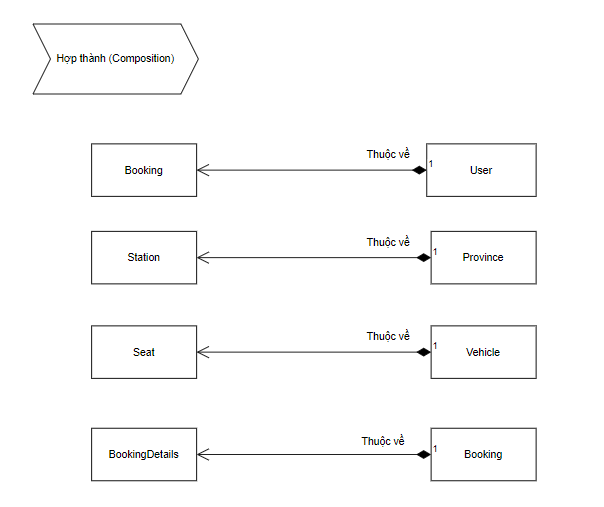 Hợp thành (Composition)
Thuộc về
Booking
1
User
Thuộc về
Station
1
Province
Thuộc về
Seat
1
Vehicle
Thuộc về
BookingDetails
1
Booking